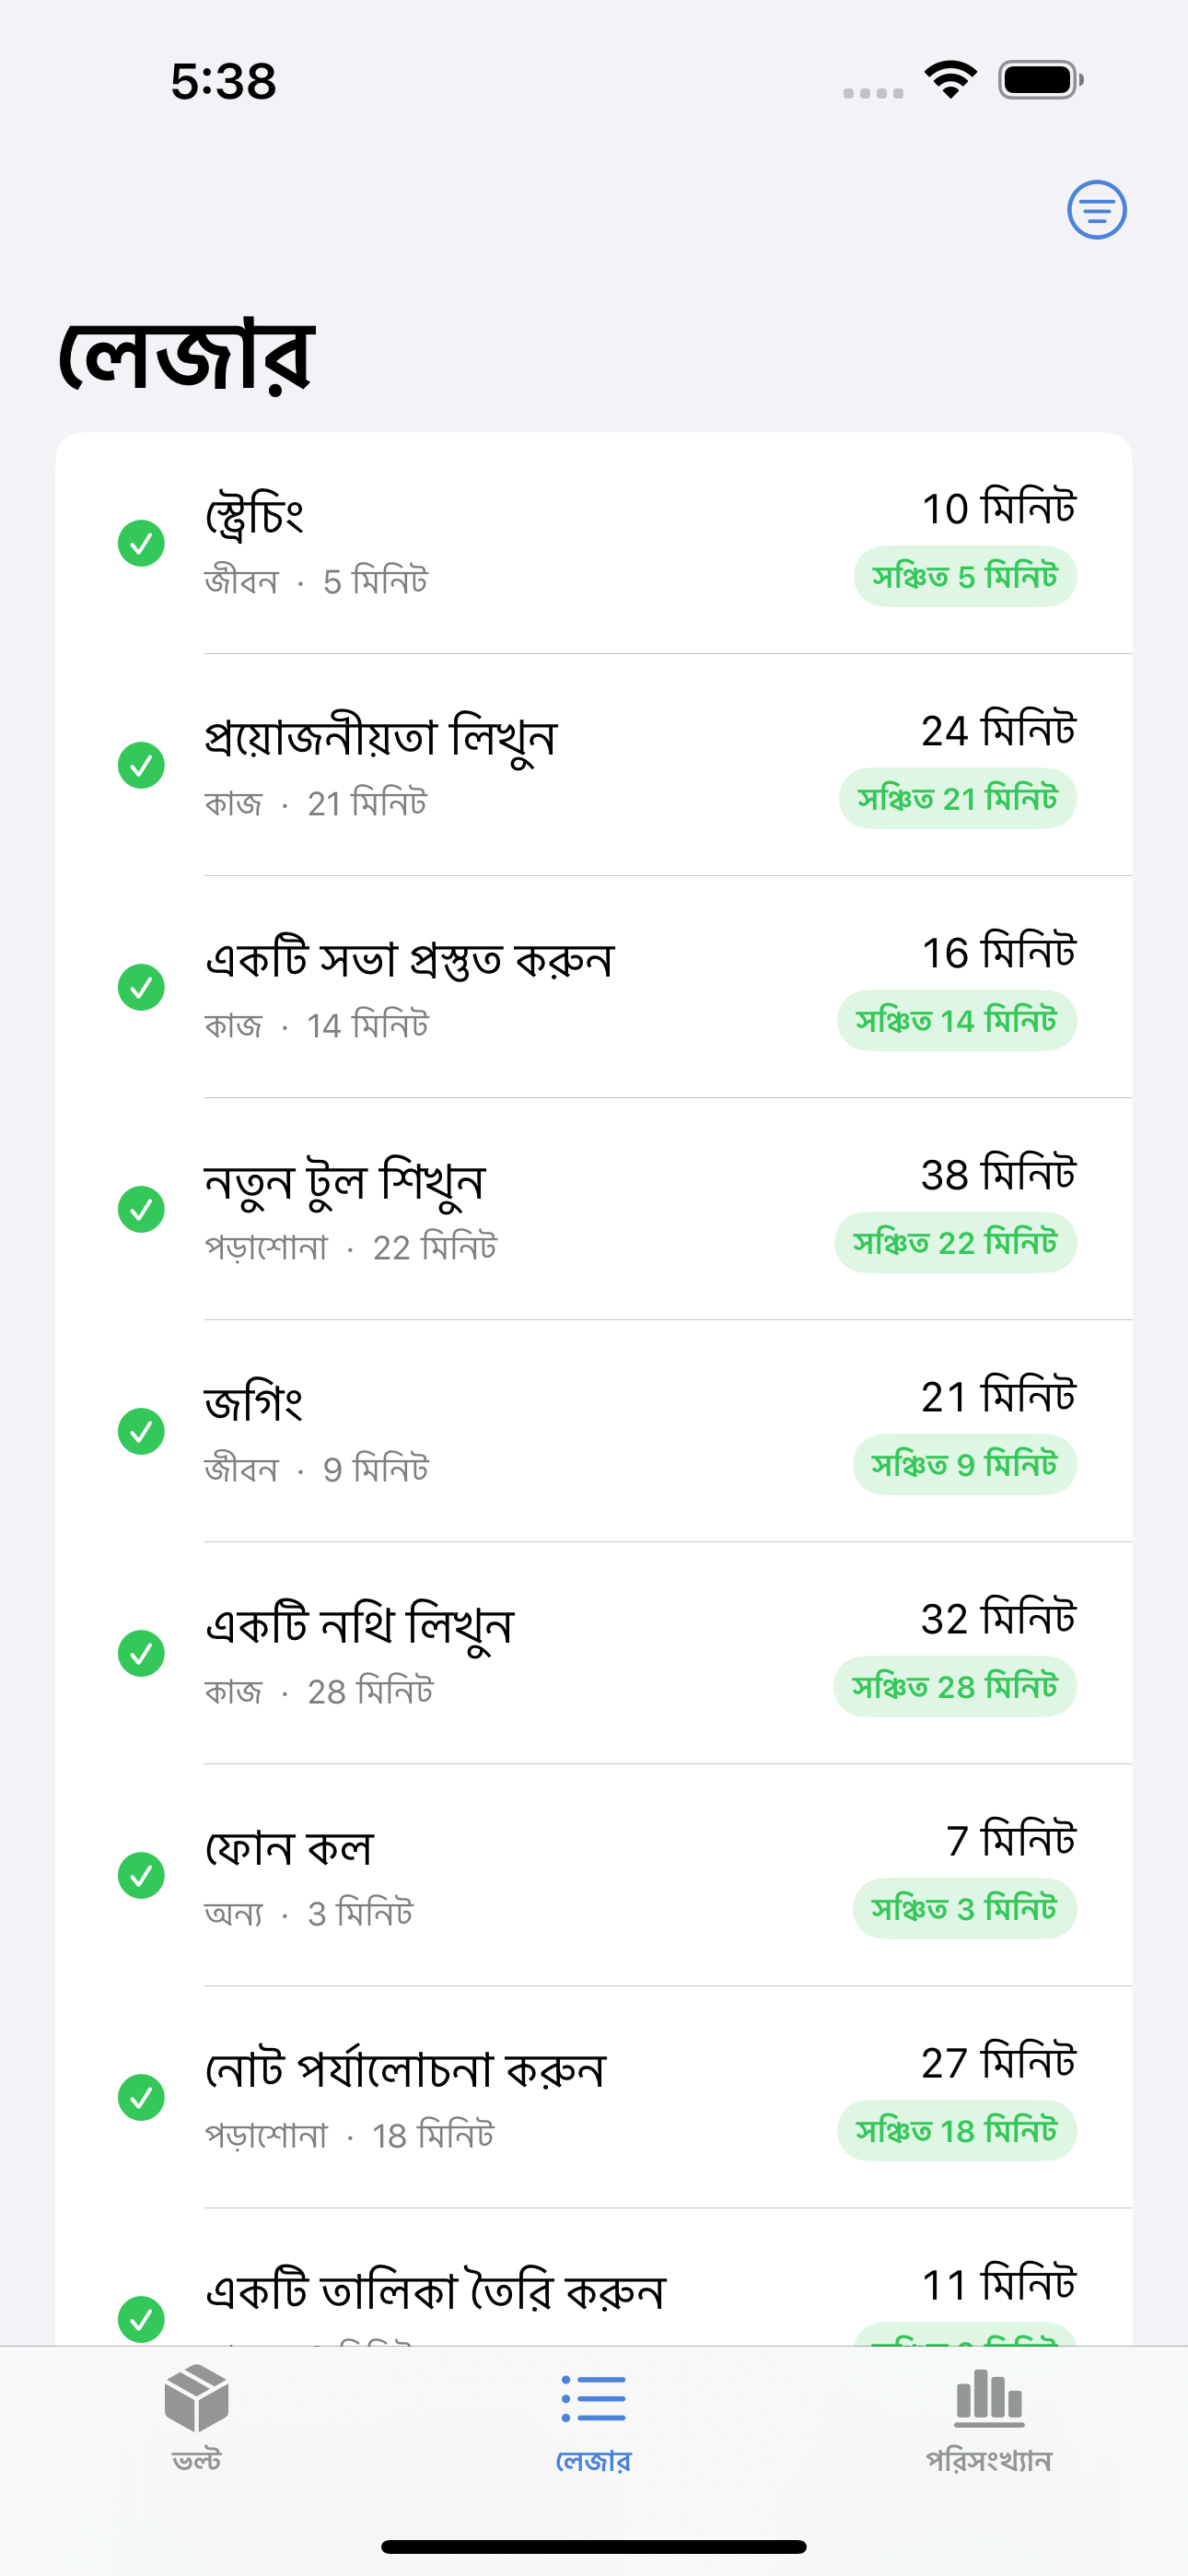 5:38
লেজার
স্ট্রেচিং
10 মিনিট
জীবন · 5 মিনিট
সঞ্চিত 5 মিনিট
প্রয়োজনীয়তা লিখুন
24 মিনিট
কাজ · 21 মিনিট
সঞ্চিত 21 মিনিট
একটি সভা প্রস্তুত করুন
16 মিনিট
কাজ · 14 মিনিট
সঞ্চিত 14 মিনিট
নতুন টুল শিখুন
38 মিনিট
পড়াশোনা · 22 মিনিট
সঞ্চিত 22 মিনিট
জগিং
21 মিনিট
জীবন · 9 মিনিট
সঞ্চিত 9 মিনিট
একটি নথি লিখুন
32 মিনিট
কাজ · 28 মিনিট
সঞ্চিত 28 মিনিট
ফোন কল
7 মিনিট
অন্য · 3 মিনিট
সঞ্চিত 3 মিনিট
নোট পর্যালোচনা করুন
27 মিনিট
পড়াশোনা · 18 মিনিট
সঞ্চিত 18 মিনিট
একটি তালিকা তৈরি করুন
11 মিনিট
ভল্ট
লেজার
পরিসংখ্যান